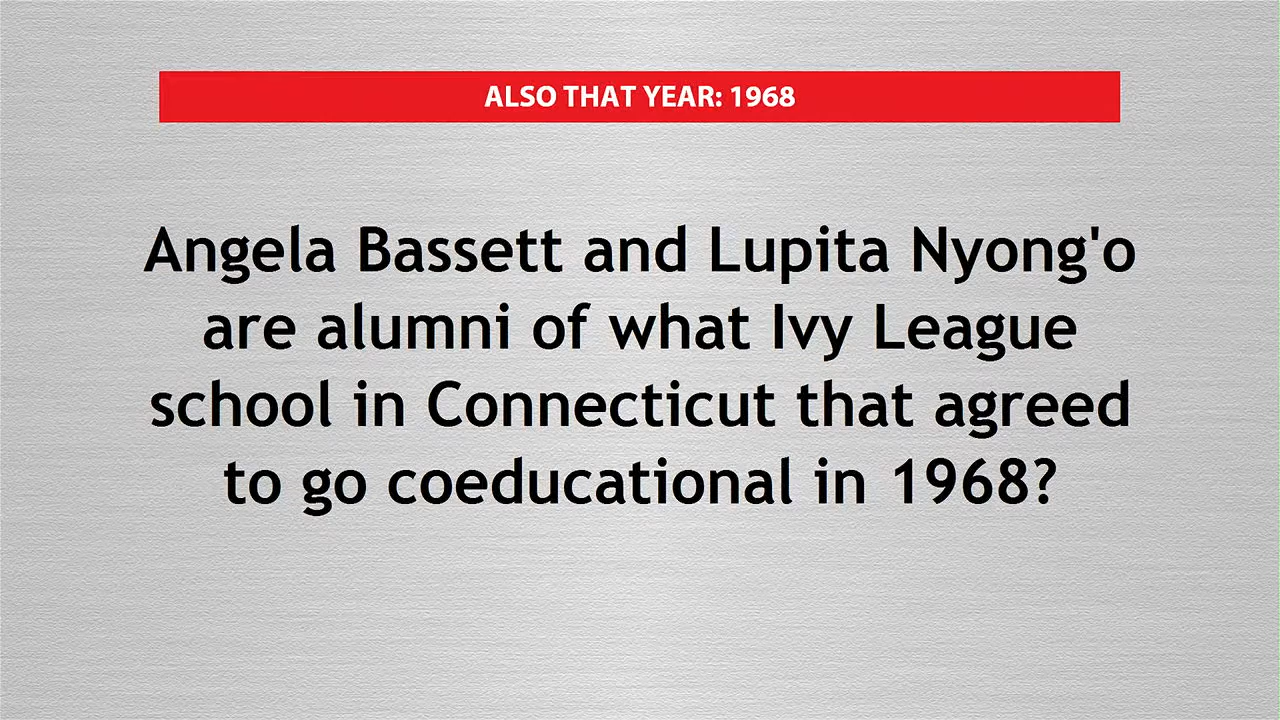 ALSO THAT YEAR: 1968
Angela Bassett and Lupita Nyong'o
are alumni of what Ivy League
school in Connecticut that agreed
to go coeducational in 1968?